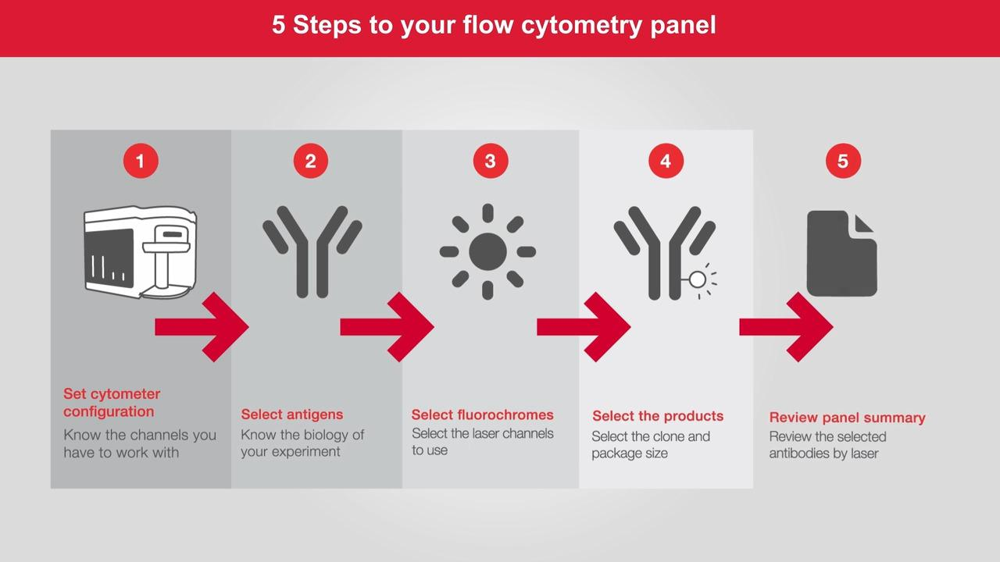 5 Steps to your flow cytometry panel
1
Set cytometer
configuration
Know the channels you
have to work with
2
Select antigens
Know the biology of
your experiment
3
Select fluorochromes
Select the laser channels
to use
4
Select the products
Select the clone and
package size
5
Review panel summary
Review the selected
antibodies by laser